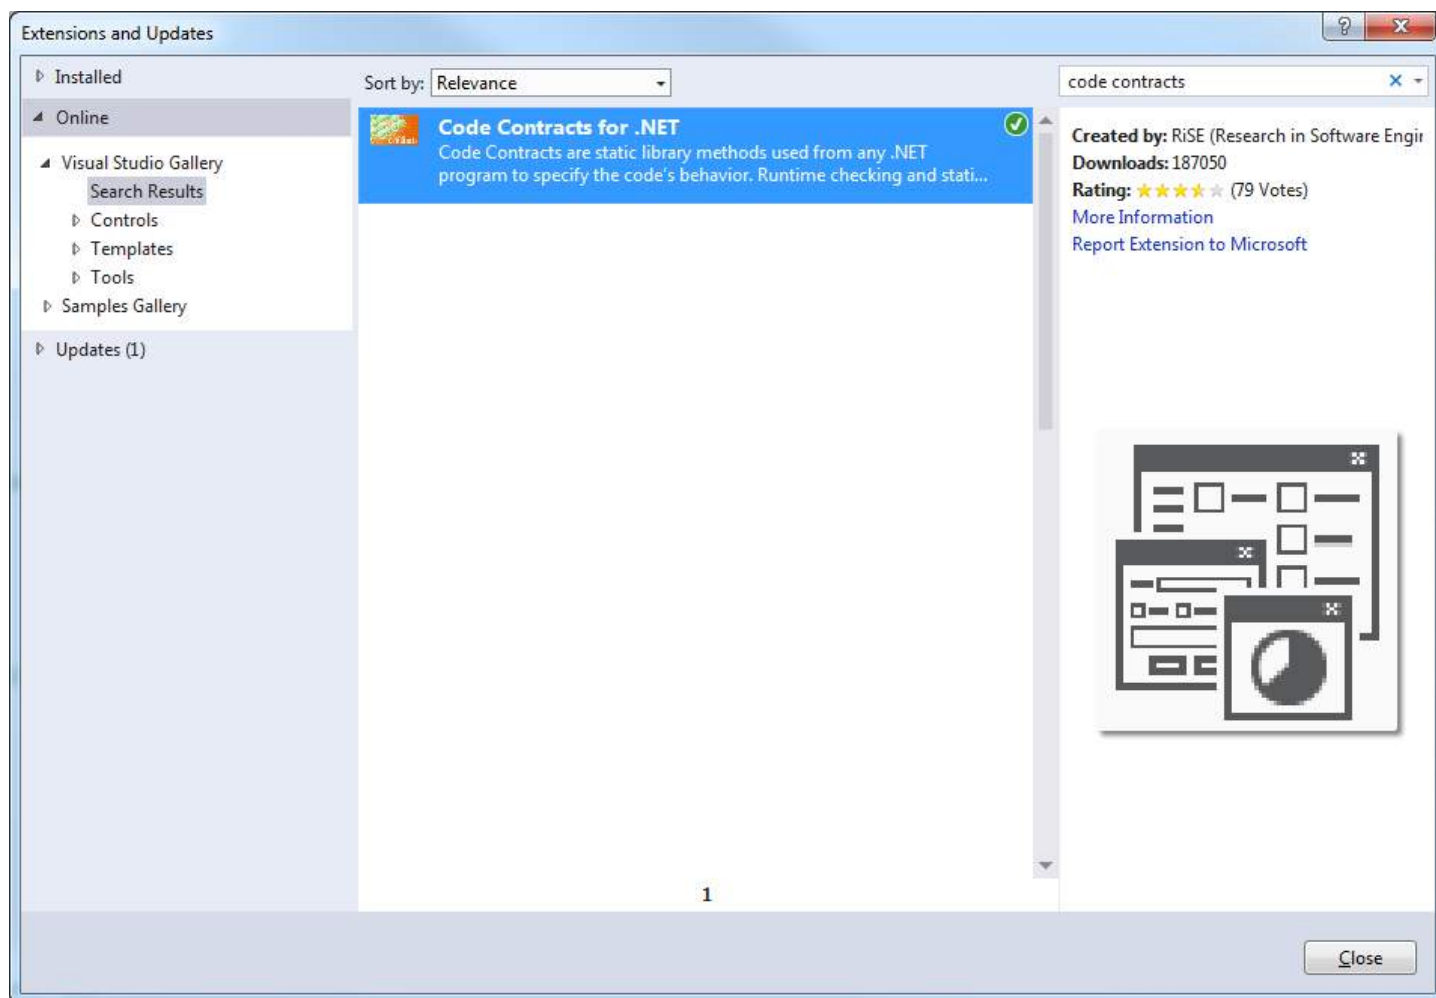 Extensions and Updates
Installed
Online
Visual Studio Gallery
Search Results
Controls
Templates
Tools
Samples Gallery
Updates (1)
Sort by: Relevance
Code Contracts for .NET
Code Contracts are static library methods used from any .NET
program to specify the code's behavior. Runtime checking and stati...
1
code contracts
Created by: RiSE (Research in Software Engir
Downloads: 187050
Rating: (79 Votes)
More Information
Report Extension to Microsoft
Close